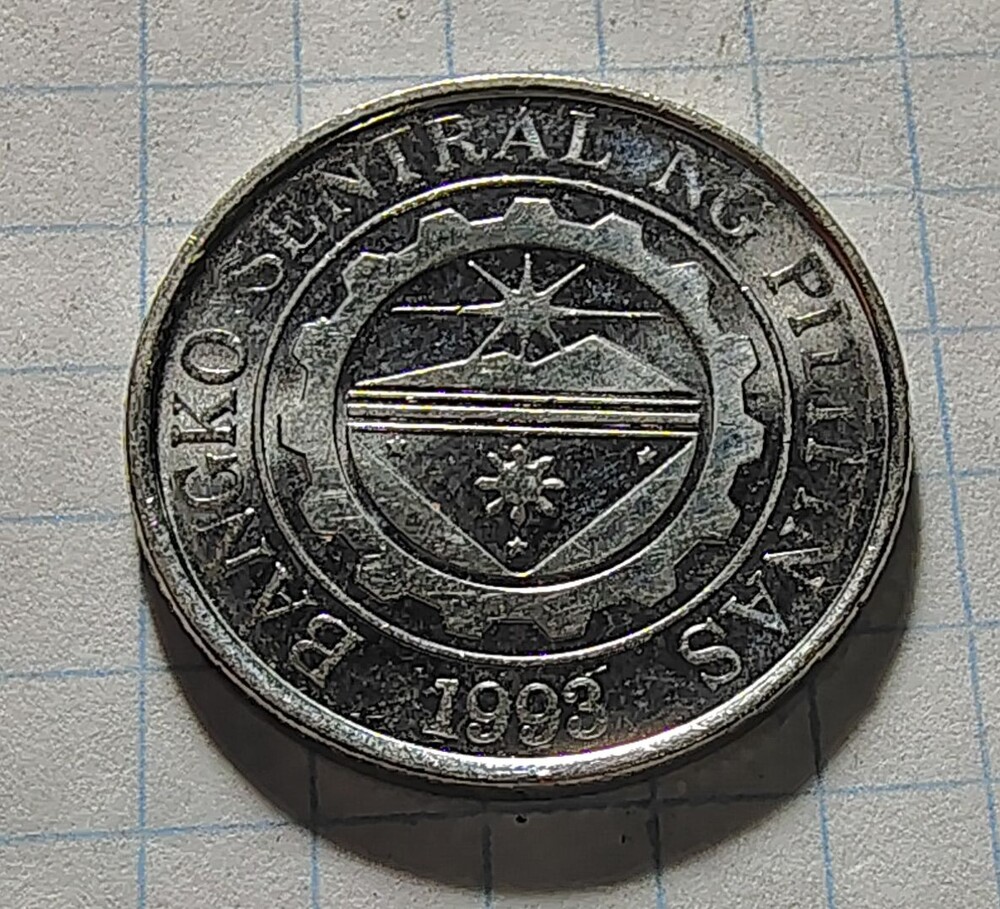 BANGKO SENTRAL NG PILIPINAS
1993